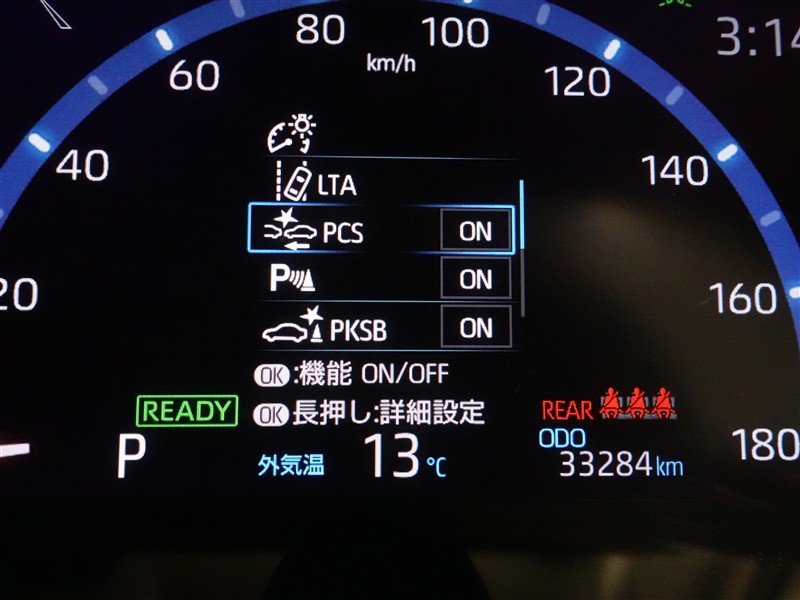 80 100
km/h
60 120
3:14
40 140
LTA
PCS ON
P ON
PKSB ON
20 160
OK:機能 ON/OFF
READY
OK長押し:詳細設定
REAR
ODO
33284km
P
外気温 13℃
180